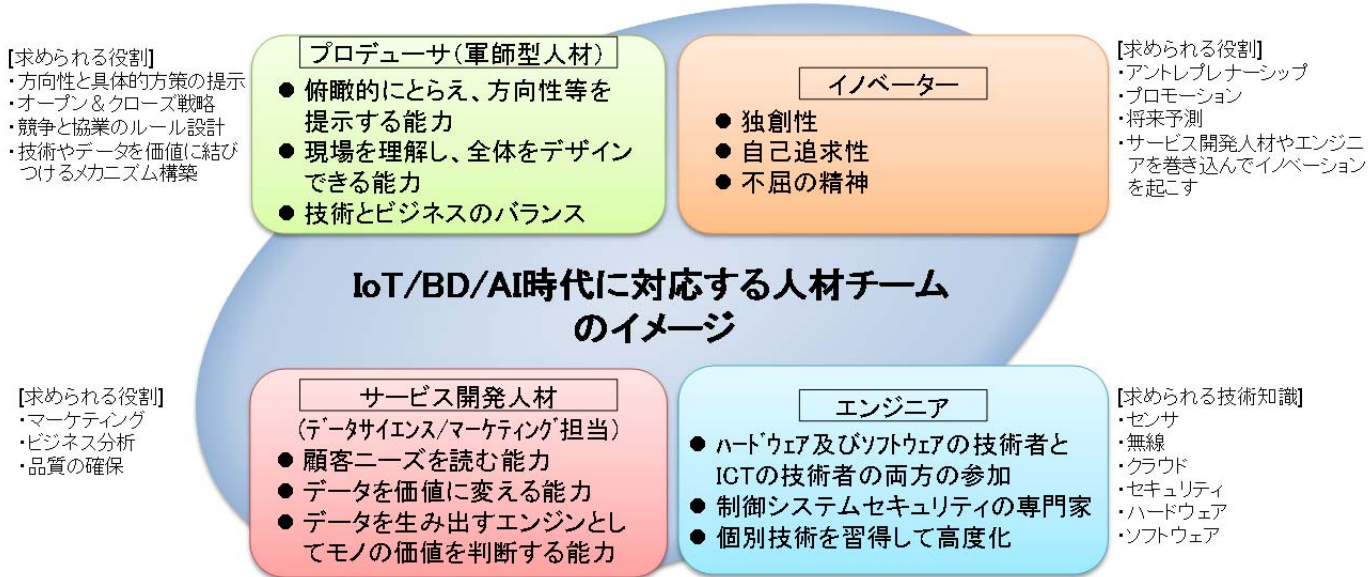 [求められる役割]
・方向性と具体的方策の提示
・オープン＆クローズ戦略
・競争と協業のルール設計
・技術やデータを価値に結び
つけるメカニズム構築
プロデューサ(軍師型人材)
● 俯瞰的にとらえ、方向性等を
提示する能力
● 現場を理解し、全体をデザイン
できる能力
● 技術とビジネスのバランス
イノベーター
● 独創性
● 自己追求性
● 不屈の精神
[求められる役割]
・アントレプレナーシップ
・プロモーション
・将来予測
・サービス開発人材やエンジニ
アを巻き込んでイノベーション
を起こす
IoT/BD/AI時代に対応する人材チーム
のイメージ
[求められる役割]
・マーケティング
・ビジネス分析
・品質の確保
サービス開発人材
(ﾃﾞｰﾀサイエンス/マーケティング担当)
● 顧客ニーズを読む能力
● データを価値に変える能力
● データを生み出すエンジンとし
てモノの価値を判断する能力
エンジニア
● ハードウェア及びソフトウェアの技術者と
ICTの技術者の両方の参加
● 制御システムセキュリティの専門家
● 個別技術を習得して高度化
[求められる技術知識]
・センサ
・無線
・クラウド
・セキュリティ
・ハードウェア
・ソフトウェア